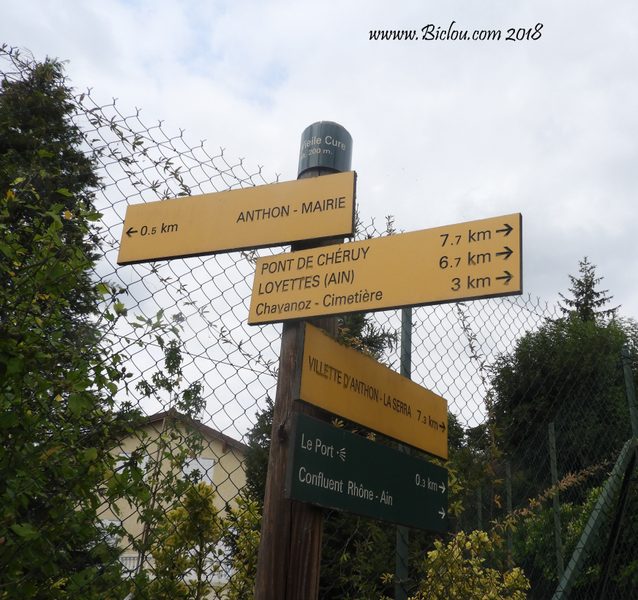 wwww.Biclou.com 2018
Cure
200 m.
ANTHON - MAIRIE
← 0.5 km
PONT DE CHÉRUY 7.7 km →
LOYETTES (AIN) 6.7 km →
Chavanoz - Cimetière 3 km →
VILLETTE D'ANTHON - LA SERRA 7.3 km →
Le Port 0.3 km →
Confluent Rhône - Ain →